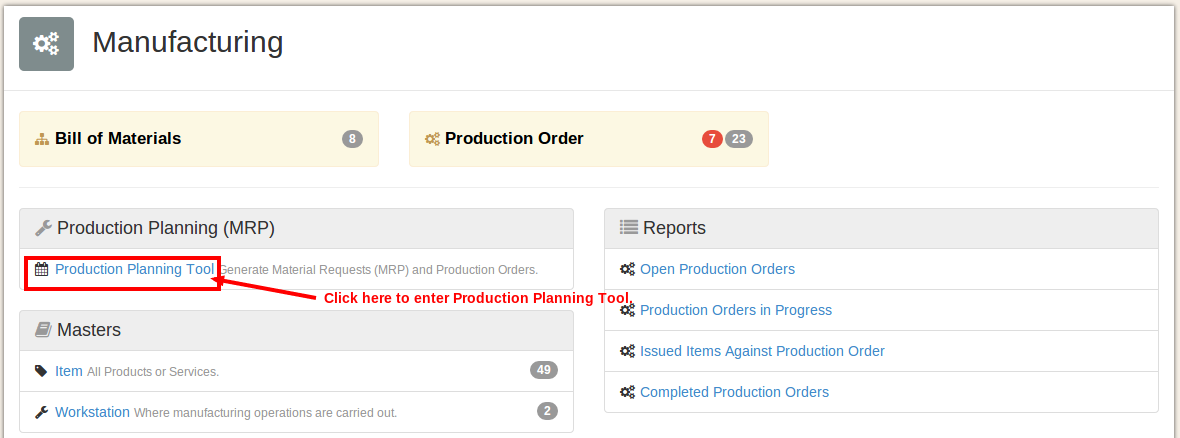 Manufacturing
Bill of Materials 8
Production Order 7 23
Production Planning (MRP)
Production Planning Tool Generate Material Requests (MRP) and Production Orders.
Click here to enter Production Planning Tool.
Masters
Item All Products or Services. 49
Workstation Where manufacturing operations are carried out. 2
Reports
Open Production Orders
Production Orders in Progress
Issued Items Against Production Order
Completed Production Orders